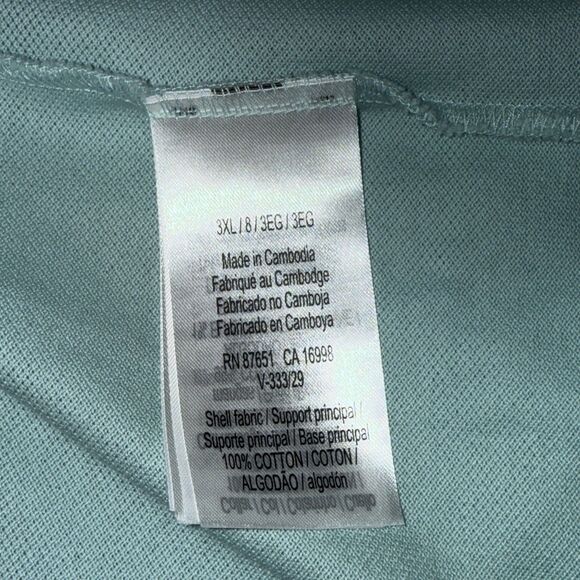 3XL / 8 / 3EG / 3EG
Made in Cambodia
Fabriqué au Cambodge
Fabricado no Camboja
Fabricado en Camboya
RN 87651 CA 16998
V-333/29
Shell fabric / Support principal /
Suporte principal / Base principal
100% COTTON / COTON /
ALGODÃO / algodón